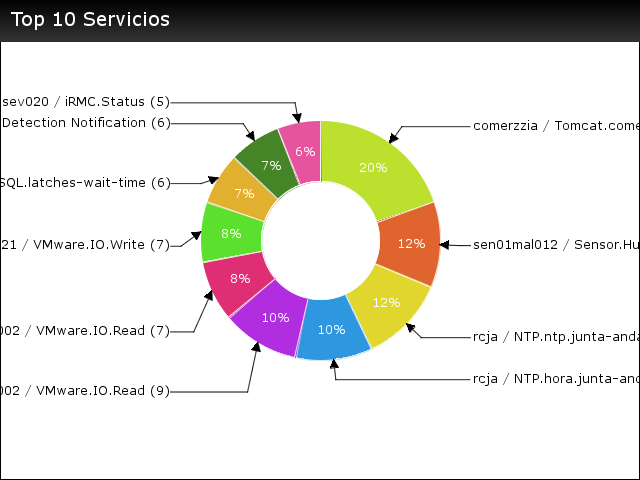 Top 10 Servicios
sev020 / iRMC.Status (5)
Detection Notification (6)
SQL.latches-wait-time (6)
21 / VMware.IO.Write (7)
002 / VMware.IO.Read (7)
002 / VMware.IO.Read (9)
comerzzia / Tomcat.come
sen01mal012 / Sensor.Hu
rcja / NTP.ntp.junta-anda
rcja / NTP.hora.junta-and
20%
12%
12%
10%
10%
8%
8%
7%
7%
6%